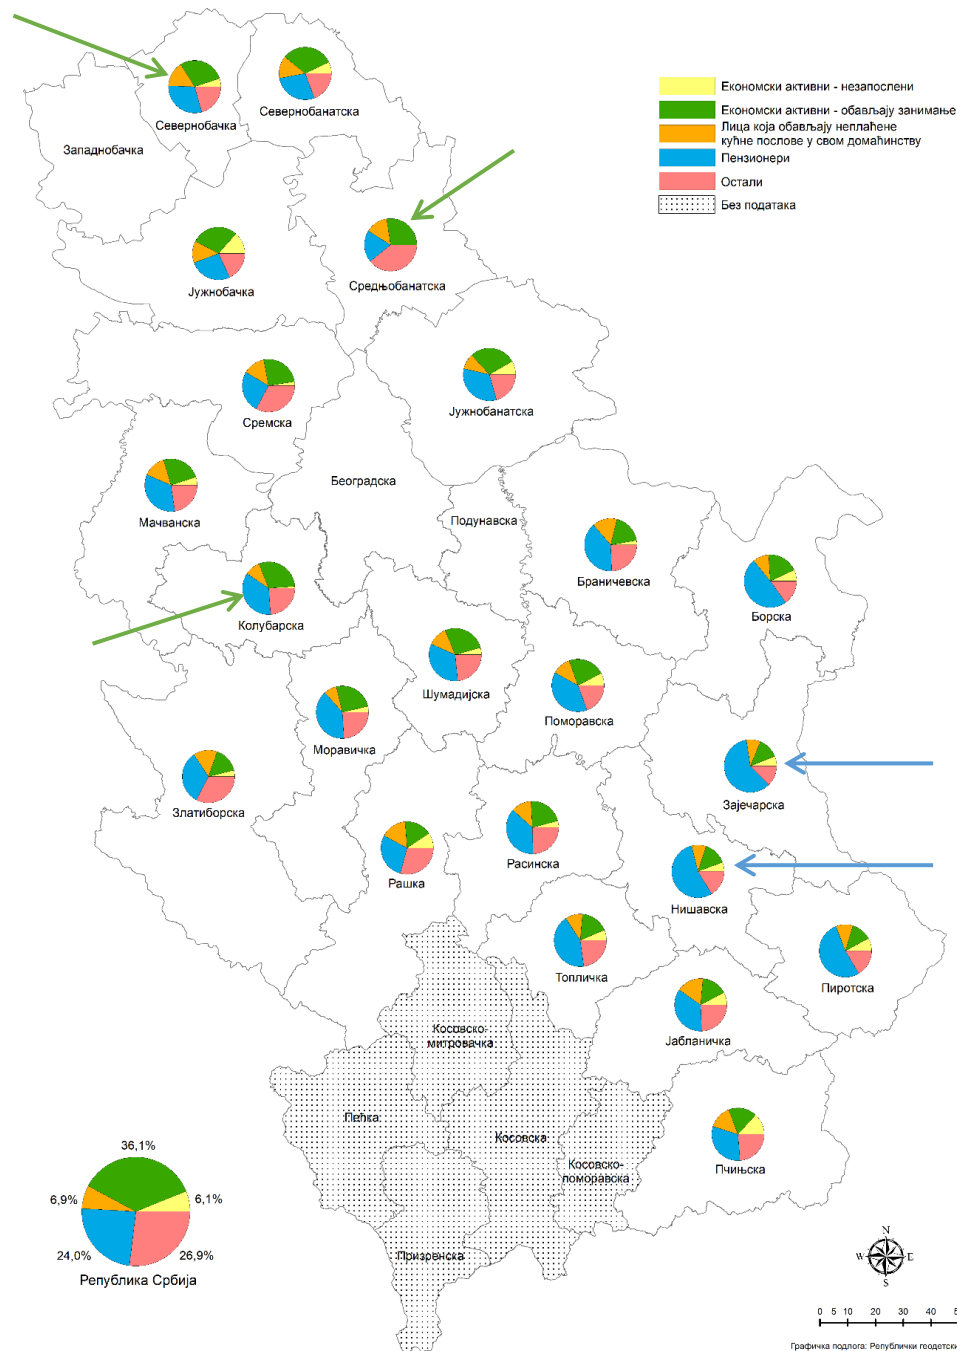 Економски активни - незапослени
Економски активни - обављају занимање
Лица која обављају неплаћене
кућне послове у свом домаћинству
Пензионери
Остали
Без података
Севернобачка
Севернобанатска
Западнобачка
Јужнобачка
Средњобанатска
Сремска
Јужнобанатска
Београдска
Мачванска
Подунавска
Браничевска
Борска
Колубарска
Шумадијска
Поморавска
Моравичка
Зајечарска
Златиборска
Расинска
Рашка
Нишавска
Топличка
Пиротска
Јабланичка
Косовско-
митровачка
Пећка
Косовска
Косовско-
поморавска
Пчињска
Призренска
36,1%
6,9%
6,1%
24,0%
26,9%
Република Србија
N
W
E
S
0 5 10 20 30 40
Графичка подлога: Републички геодетски